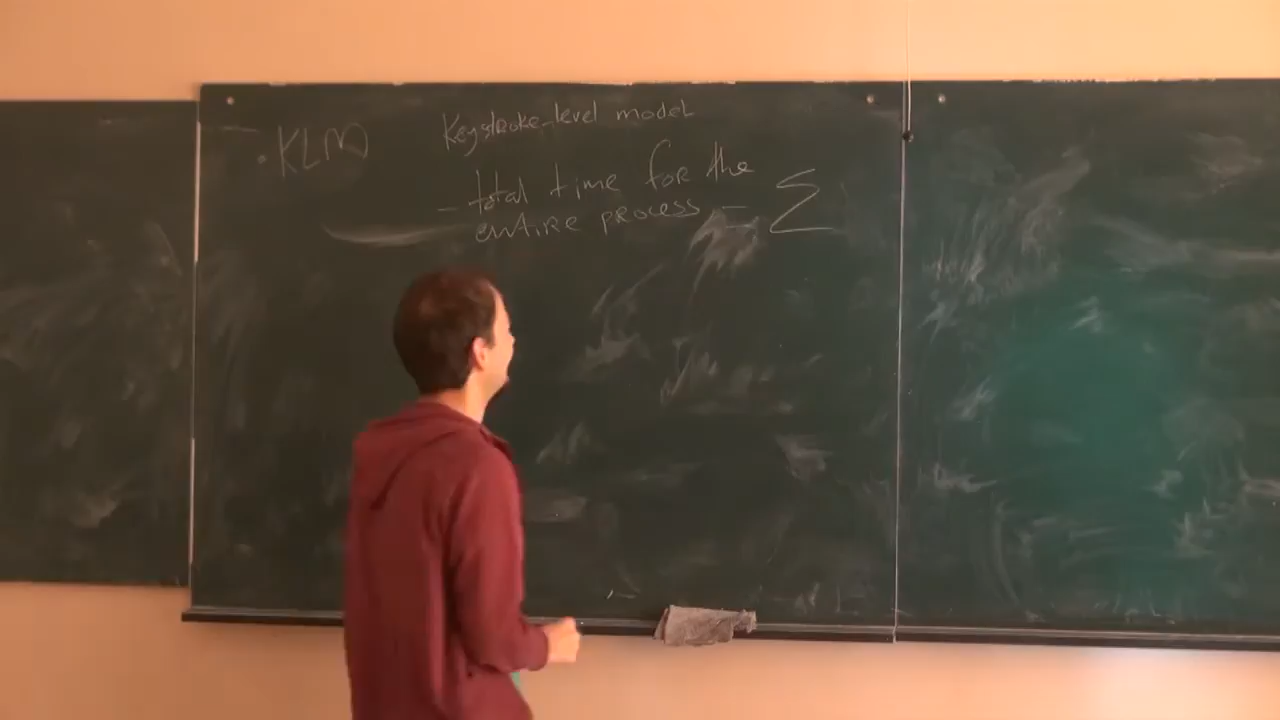 • KLM
Keystroke-level model
- total time for the
entire process - Σ